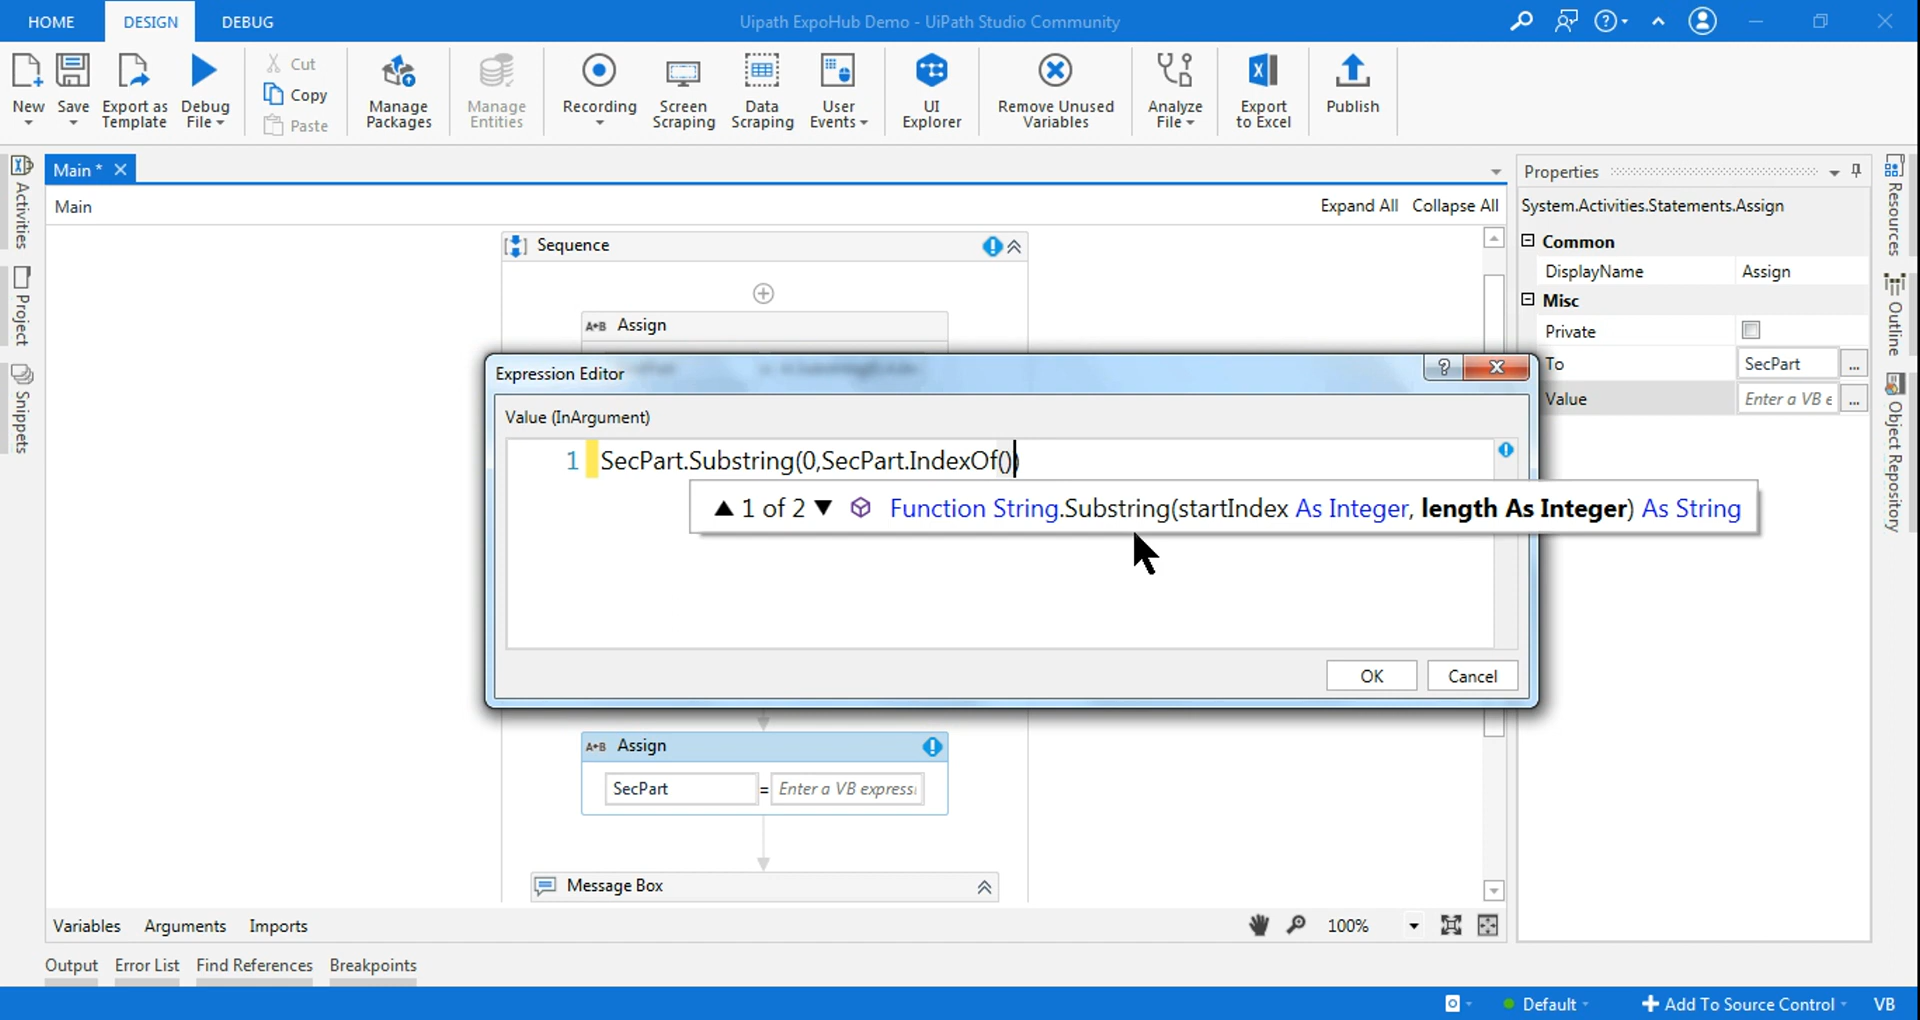 HOME DESIGN DEBUG Uipath ExpoHub Demo - UiPath Studio Community
New Save Export as Template Debug File Cut Copy Paste Manage Packages Manage Entities Recording Screen Scraping Data Scraping User Events UI Explorer Remove Unused Variables Analyze File Export to Excel Publish
Main *
Main Expand All Collapse All
Activities
Project
Snippets
Sequence
Assign
Expression Editor
Value (InArgument)
1 SecPart.Substring(0,SecPart.IndexOf())
1 of 2 Function String.Substring(startIndex As Integer, length As Integer) As String
OK Cancel
Assign
SecPart = Enter a VB expressi
Message Box
Variables Arguments Imports 100%
Output Error List Find References Breakpoints
Properties
System.Activities.Statements.Assign
Common
DisplayName Assign
Misc
Private
To SecPart ...
Value Enter a VB e ...
Resources
Outline
Object Repository
Default Add To Source Control VB